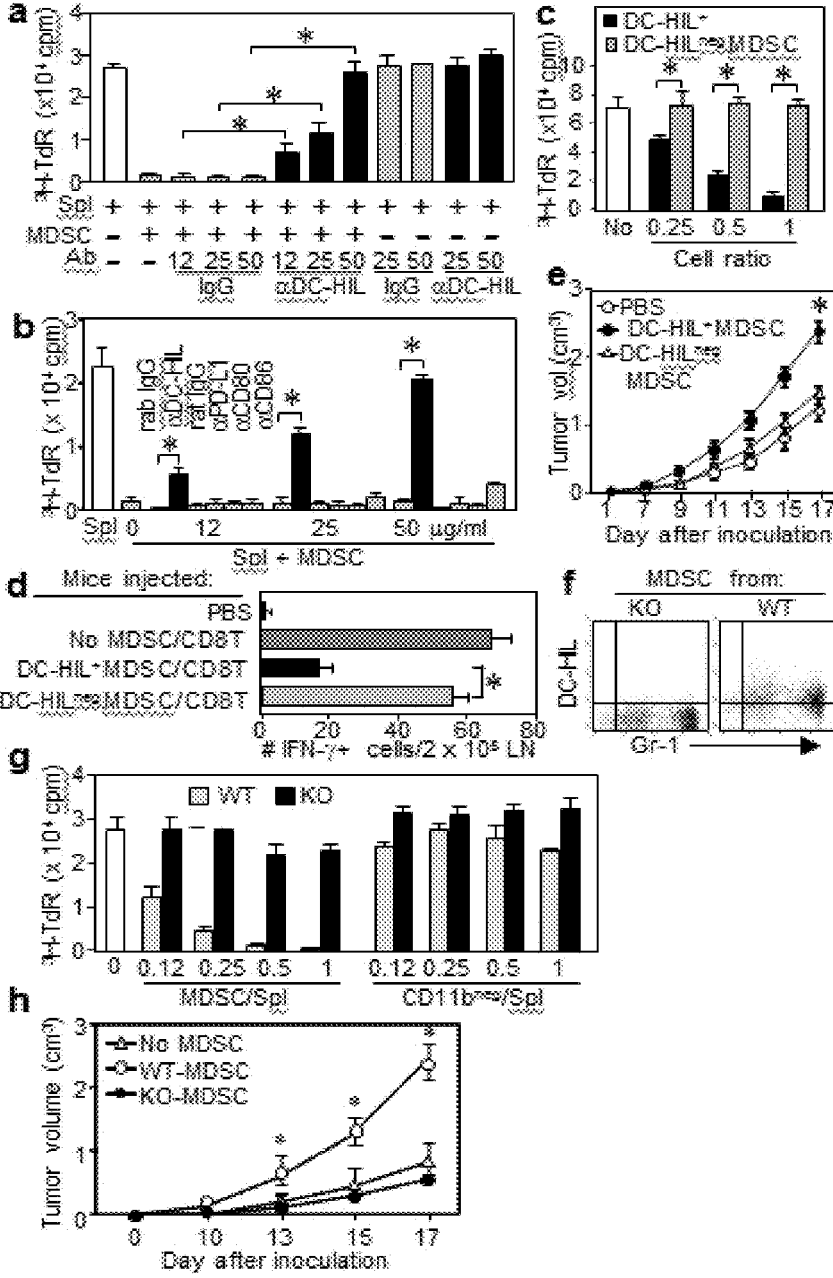 a
³H-TdR (x10⁴ cpm)
4
3
2
1
0
* * *
Spl + + + + + + + + + + + +
MDSC - + + + + + + + - - - -
Ab - - 12 25 50 12 25 50 25 50 25 50
IgG αDC-HIL IgG αDC-HIL
b
³H-TdR (x 10⁴ cpm)
3
2
1
0
rab IgG
αDC-HIL
rat IgG
αPD-L1
αCD80
αCD86
* * *
Spl 0 12 25 50 µg/ml
Spl + MDSC
c
DC-HIL⁺
DC-HILⁿᵉᵍ MDSC
³H-TdR (x10⁴ cpm)
10
8
6
4
2
0
* * *
No 0.25 0.5 1
Cell ratio
e
Tumor vol (cm³)
3
2
1
0
PBS
DC-HIL⁺MDSC
DC-HILⁿᵉᵍ
MDSC
*
1 7 9 11 13 15 17
Day after inoculation
d
Mice injected:
PBS
No MDSC/CD8T
DC-HIL⁺MDSC/CD8T
DC-HILⁿᵉᵍMDSC/CD8T
*
0 20 40 60 80
# IFN-γ+ cells/2 x 10⁵ LN
f
MDSC from:
KO WT
DC-HIL
Gr-1
g
³H-TdR (x 10⁴ cpm)
4
3
2
1
0
WT KO
0 0.12 0.25 0.5 1 0.12 0.25 0.5 1
MDSC/Spl CD11bⁿᵉᵍ/Spl
h
Tumor volume (cm³)
3
2
1
0
No MDSC
WT-MDSC
KO-MDSC
* * *
0 10 13 15 17
Day after inoculation